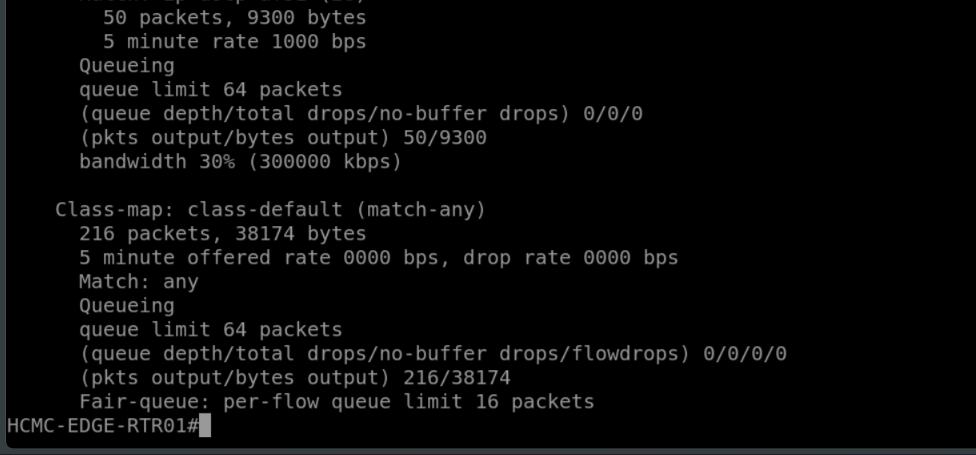 50 packets, 9300 bytes
5 minute rate 1000 bps
Queueing
queue limit 64 packets
(queue depth/total drops/no-buffer drops) 0/0/0
(pkts output/bytes output) 50/9300
bandwidth 30% (300000 kbps)
Class-map: class-default (match-any)
216 packets, 38174 bytes
5 minute offered rate 0000 bps, drop rate 0000 bps
Match: any
Queueing
queue limit 64 packets
(queue depth/total drops/no-buffer drops/flowdrops) 0/0/0/0
(pkts output/bytes output) 216/38174
Fair-queue: per-flow queue limit 16 packets
HCMC-EDGE-RTR01#